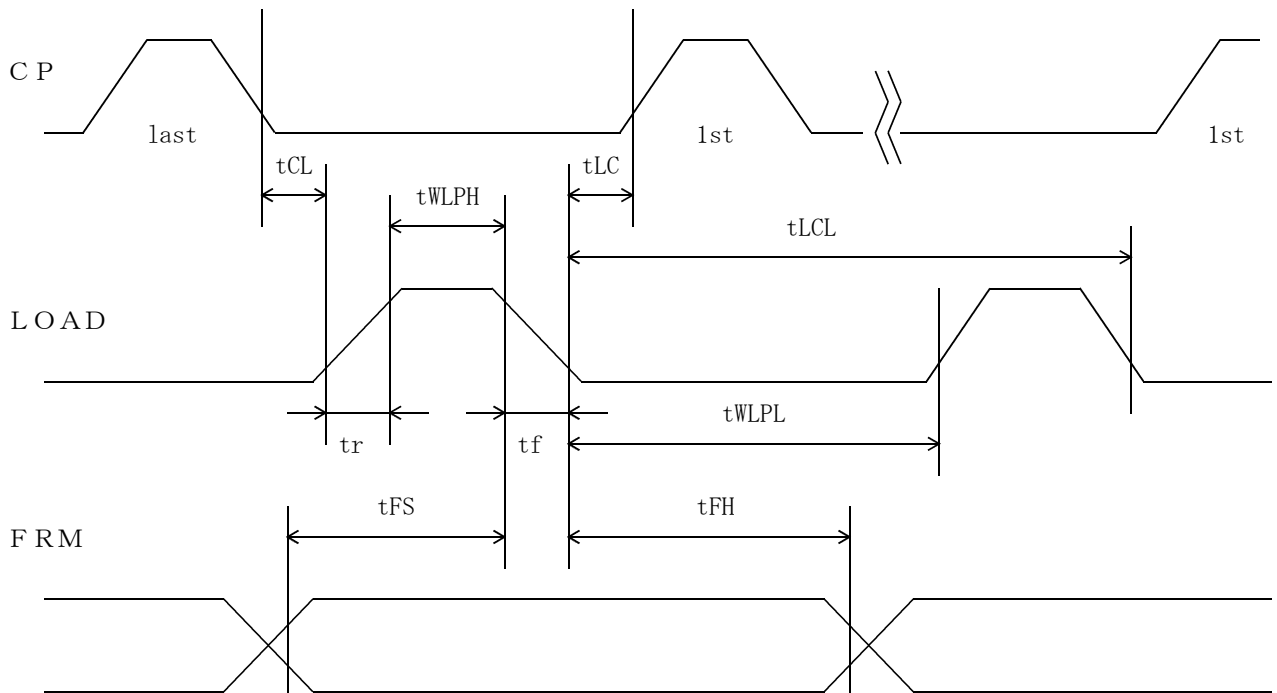 CP
last
1st
1st
tCL
tLC
tWLPH
tLCL
LOAD
tWLPL
tr
tf
tFS
tFH
FRM